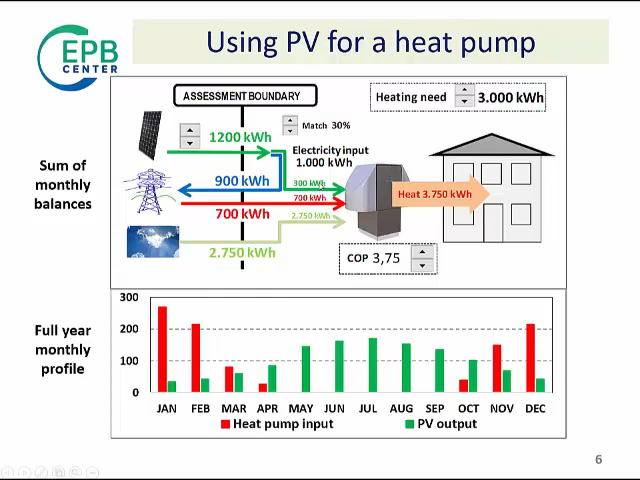 EPB
CENTER
Using PV for a heat pump
ASSESSMENT BOUNDARY
Heating need
3.000 kWh
1200 kWh
Match 30%
Electricity input
1.000 kWh
Sum of
monthly
balances
900 kWh
300 kWh
700 kWh
700 kWh
2.750 kWh
2.750 kWh
Heat 3.750 kWh
COP 3,75
Full year
monthly
profile
300
200
100
0
JAN FEB MAR APR MAY JUN JUL AUG SEP OCT NOV DEC
Heat pump input PV output
6